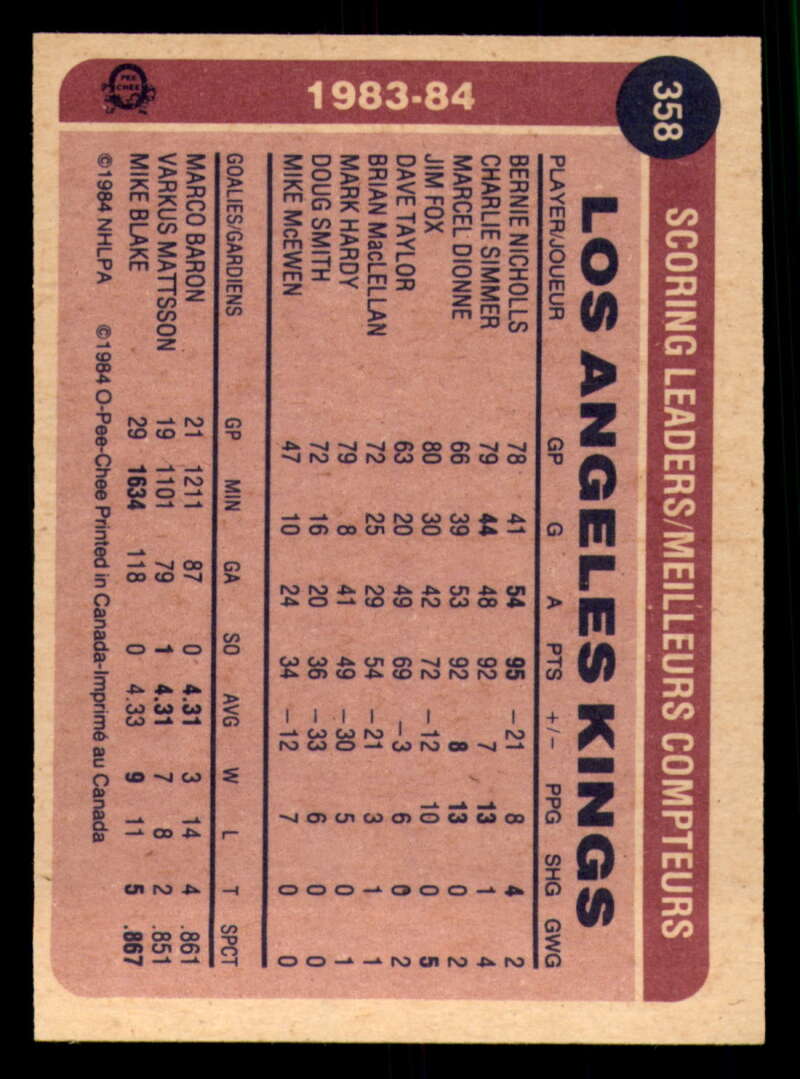 358
SCORING LEADERS/MEILLEURS COMPTEURS
1983-84
PEE
CHEE
LOS ANGELES KINGS
PLAYER/JOUEUR GP G A PTS +/− PPG SHG GWG
BERNIE NICHOLLS 78 41 54 95 −21 8 4 2
CHARLIE SIMMER 79 44 48 92 7 13 1 4
MARCEL DIONNE 66 39 53 92 8 13 0 2
JIM FOX 80 30 42 72 −12 10 0 5
DAVE TAYLOR 63 20 49 69 −3 6 0 2
BRIAN MacLELLAN 72 25 29 54 −21 3 1 1
MARK HARDY 79 8 41 49 −30 5 0 1
DOUG SMITH 72 16 20 36 −33 6 0 0
MIKE McEWEN 47 10 24 34 −12 7 0 0
GOALIES/GARDIENS GP MIN GA SO AVG W L T SPCT
MARCO BARON 21 1211 87 0 4.31 3 14 4 .861
VARKUS MATTSSON 19 1101 79 1 4.31 7 8 2 .851
MIKE BLAKE 29 1634 118 0 4.33 9 11 5 .867
©1984 NHLPA ©1984 O-Pee-Chee Printed in Canada-Imprimé au Canada